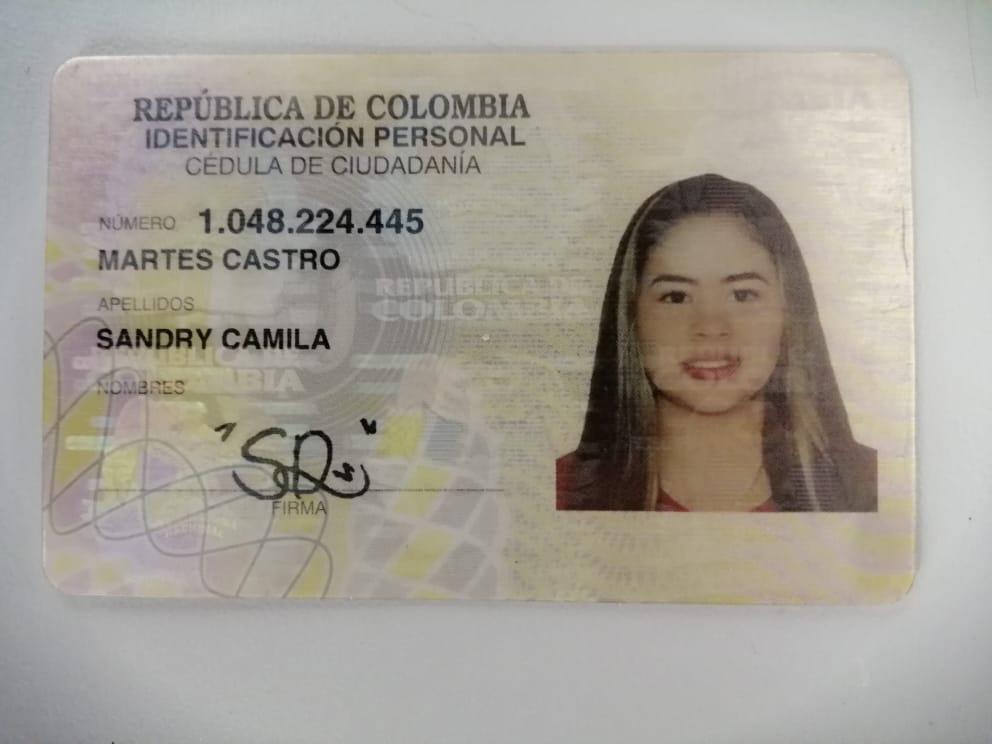 REPÚBLICA DE COLOMBIA
IDENTIFICACIÓN PERSONAL
CÉDULA DE CIUDADANÍA
NÚMERO 1.048.224.445
MARTES CASTRO
APELLIDOS
REPÚBLICA DE
COLOMBIA
SANDRY CAMILA
NOMBRES
FIRMA